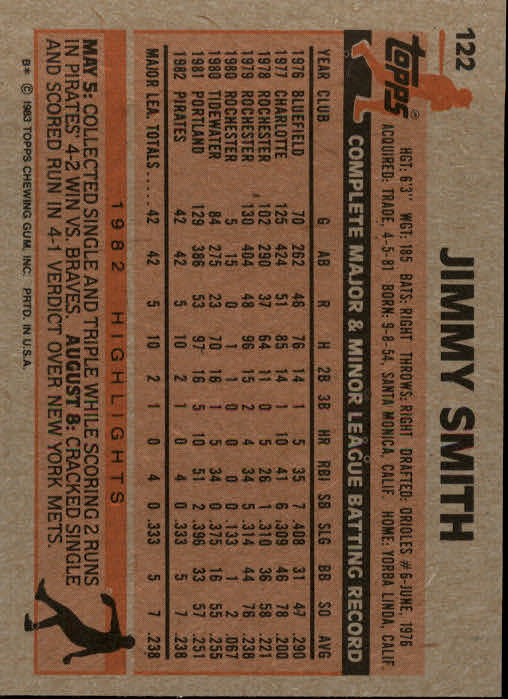 122
JIMMY SMITH
topps®
HGT: 6'3" WGT: 185 BATS: RIGHT THROWS: RIGHT DRAFTED: ORIOLES #6-JUNE, 1976
ACQUIRED: TRADE, 4-5-81 BORN: 9-8-54, SANTA MONICA, CALIF. HOME: YORBA LINDA, CALIF.
COMPLETE MAJOR & MINOR LEAGUE BATTING RECORD
YEAR CLUB G AB R H 2B 3B HR RBI SB SLG BB SO AVG
1976 BLUEFIELD 70 262 46 76 14 1 5 35 7 .408 31 47 .290
1977 CHARLOTTE 125 424 51 85 14 1 10 41 6 .309 46 78 .200
1978 ROCHESTER 102 290 37 64 11 0 5 26 1 .310 36 58 .221
1979 ROCHESTER 130 404 48 96 15 2 4 34 5 .314 44 76 .238
1980 ROCHESTER 5 15 0 1 1 0 0 0 0 .133 1 2 .067
1980 TIDEWATER 84 275 23 70 16 1 5 34 0 .375 16 55 .255
1981 PORTLAND 129 386 53 97 16 5 10 51 2 .396 33 57 .251
1982 PIRATES 42 42 5 10 2 1 0 4 0 .333 5 7 .238
MAJOR LEA. TOTALS..... 42 42 5 10 2 1 0 4 0 .333 5 7 .238
1982 HIGHLIGHTS
MAY 5: COLLECTED SINGLE AND TRIPLE WHILE SCORING 2 RUNS
IN PIRATES' 4-2 WIN VS. BRAVES. AUGUST 8: CRACKED SINGLE
AND SCORED RUN IN 4-1 VERDICT OVER NEW YORK METS.
B* © 1983 TOPPS CHEWING GUM, INC. PRTD. IN U.S.A.